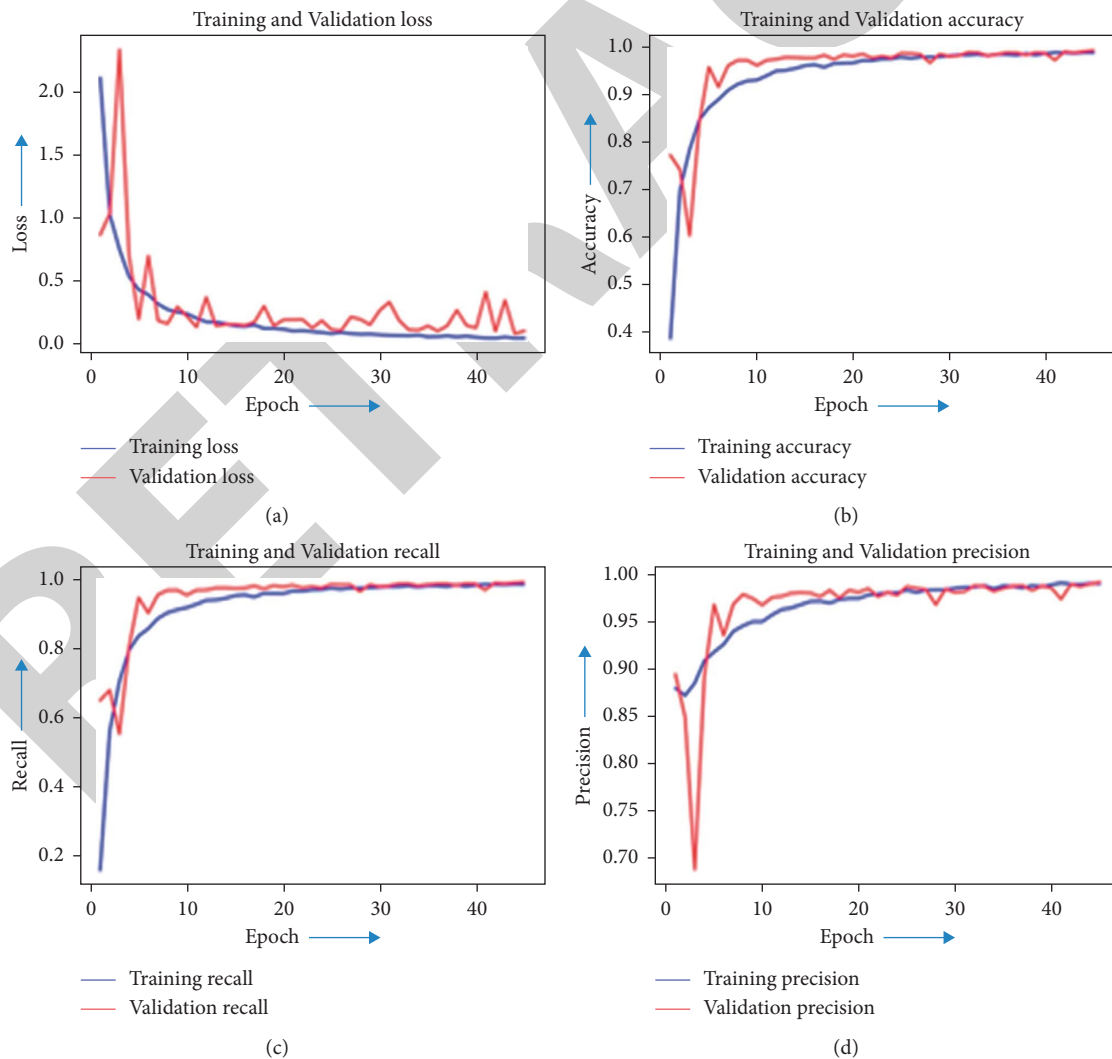 Training and Validation loss
Loss
2.0
1.5
1.0
0.5
0.0
0 10 20 30 40
Epoch
Training loss
Validation loss
(a)
Training and Validation accuracy
Accuracy
1.0
0.9
0.8
0.7
0.6
0.5
0.4
0 10 20 30 40
Epoch
Training accuracy
Validation accuracy
(b)
Training and Validation recall
Recall
1.0
0.8
0.6
0.4
0.2
0 10 20 30 40
Epoch
Training recall
Validation recall
(c)
Training and Validation precision
Precision
1.00
0.95
0.90
0.85
0.80
0.75
0.70
0 10 20 30 40
Epoch
Training precision
Validation precision
(d)